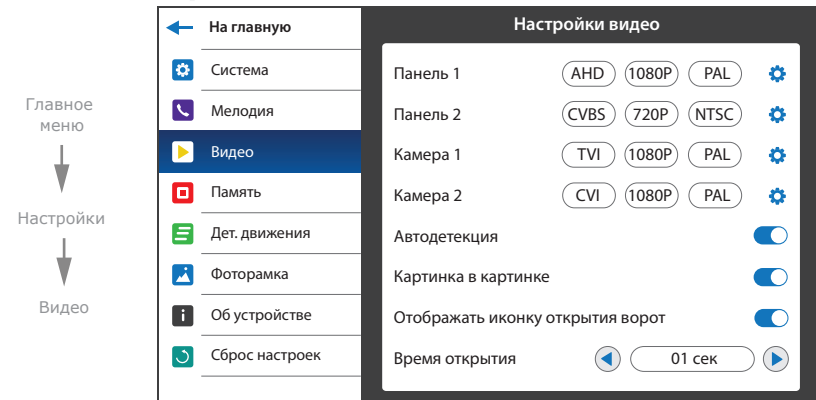 Главное
меню
Настройки
Видео
На главную
Система
Мелодия
Видео
Память
Дет. движения
Фоторамка
Об устройстве
Сброс настроек
Настройки видео
Панель 1 AHD 1080P PAL
Панель 2 CVBS 720P NTSC
Камера 1 TVI 1080P PAL
Камера 2 CVI 1080P PAL
Автодетекция
Картинка в картинке
Отображать иконку открытия ворот
Время открытия 01 сек